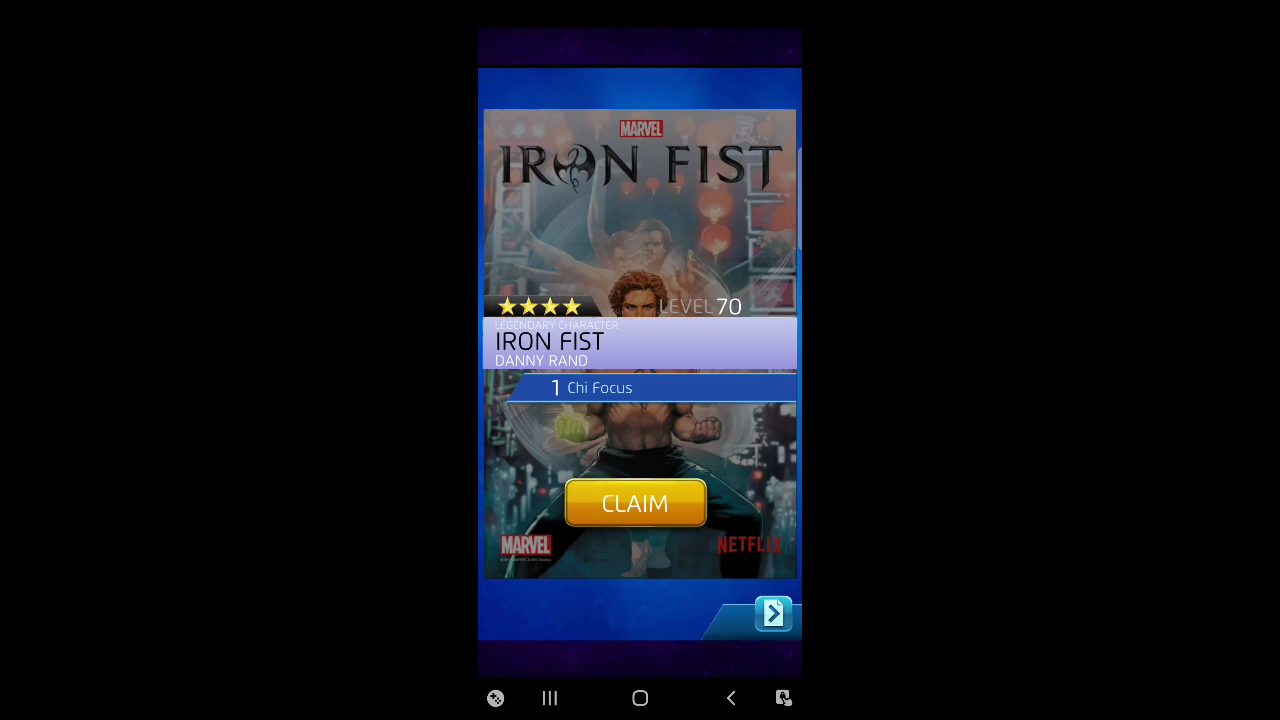 MARVEL
IRON FIST
LEVEL 70
LEGENDARY CHARACTER
IRON FIST
DANNY RAND
1 Chi Focus
CLAIM
MARVEL
NETFLIX